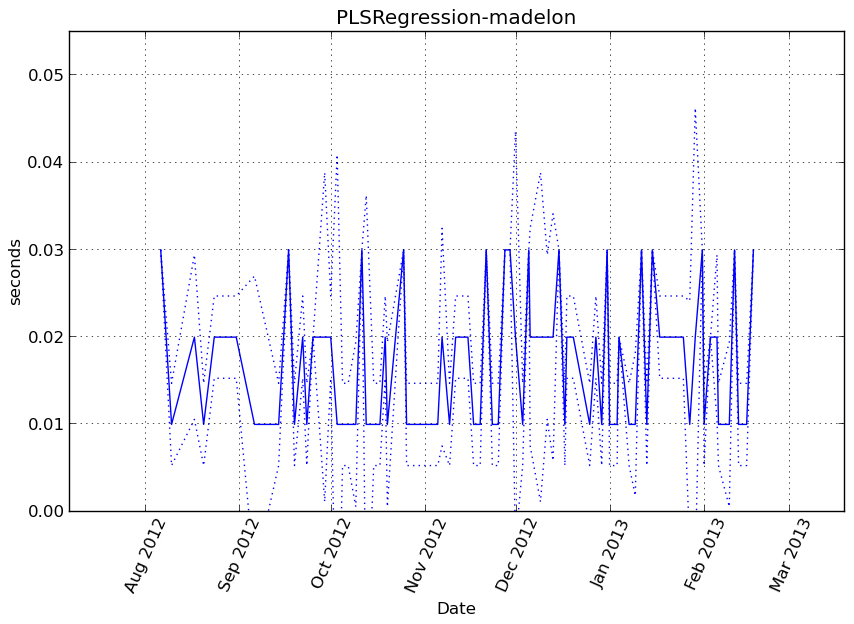 PLSRegression-madelon
0.05
0.04
0.03
0.02
0.01
0.00
seconds
Aug 2012
Sep 2012
Oct 2012
Nov 2012
Dec 2012
Jan 2013
Feb 2013
Mar 2013
Date